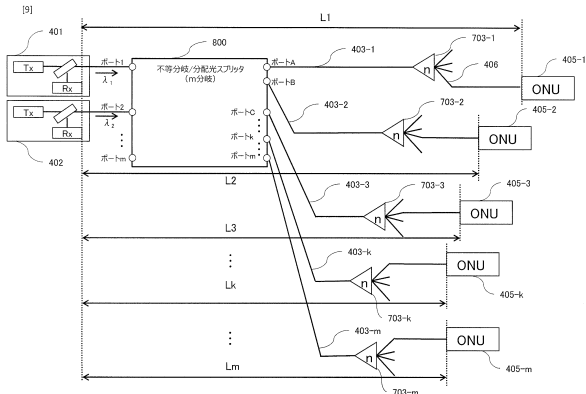 [9]
L1
401
800
703-1
Tx
Rx
ポート1
λ1
不等分岐/分配光スプリッタ
(m分岐)
ポートA
403-1
n
406
405-1
ONU
ポートB
Tx
Rx
ポート2
λ2
402
ポートC
403-2
703-2
n
405-2
ONU
ポートk
ポートm
ポートm
L2
403-3
703-3
n
405-3
ONU
L3
403-k
n
ONU
703-k
405-k
Lk
403-m
n
ONU
405-m
703-m
Lm